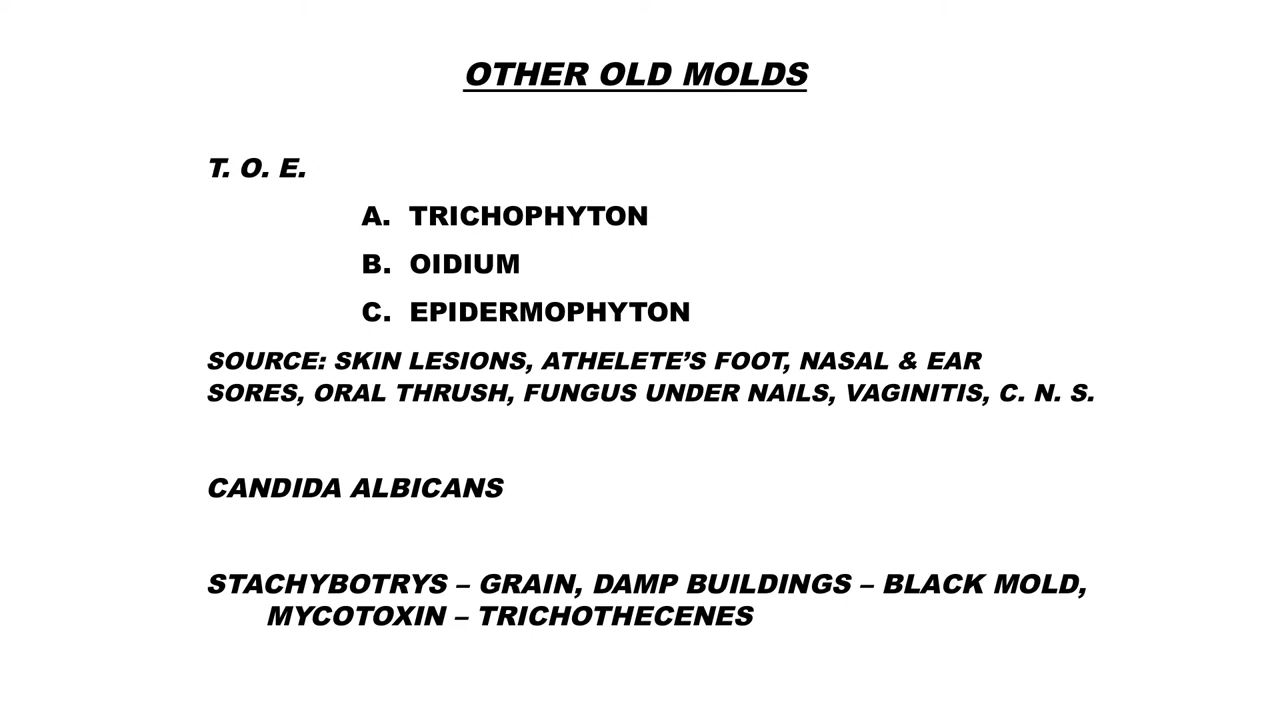 OTHER OLD MOLDS
T. O. E.
A. TRICHOPHYTON
B. OIDIUM
C. EPIDERMOPHYTON
SOURCE: SKIN LESIONS, ATHELETE’S FOOT, NASAL & EAR
SORES, ORAL THRUSH, FUNGUS UNDER NAILS, VAGINITIS, C. N. S.
CANDIDA ALBICANS
STACHYBOTRYS – GRAIN, DAMP BUILDINGS – BLACK MOLD,
MYCOTOXIN – TRICHOTHECENES